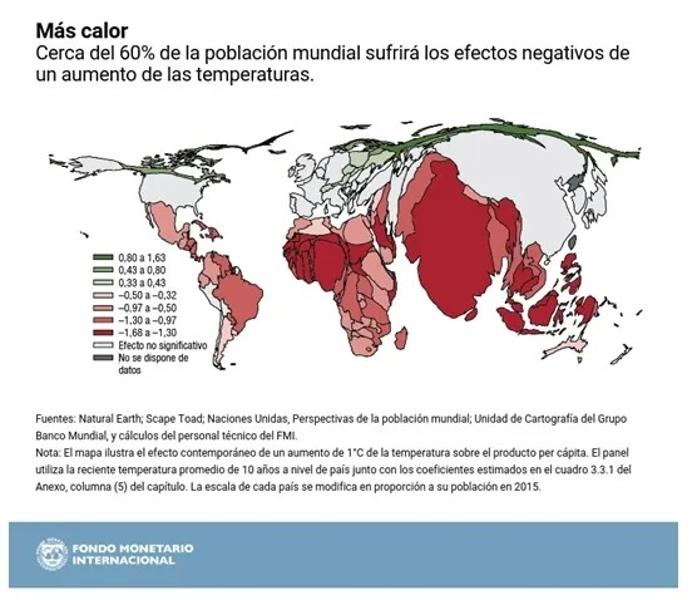 Más calor
Cerca del 60% de la población mundial sufrirá los efectos negativos de
un aumento de las temperaturas.
0,80 a 1,63
0,43 a 0,80
0,33 a 0,43
–0,50 a –0,32
–0,97 a –0,50
–1,30 a –0,97
–1,68 a –1,30
Efecto no significativo
No se dispone de
datos
Fuentes: Natural Earth; Scape Toad; Naciones Unidas, Perspectivas de la población mundial; Unidad de Cartografía del Grupo
Banco Mundial, y cálculos del personal técnico del FMI.
Nota: El mapa ilustra el efecto contemporáneo de un aumento de 1°C de la temperatura sobre el producto per cápita. El panel
utiliza la reciente temperatura promedio de 10 años a nivel de país junto con los coeficientes estimados en el cuadro 3.3.1 del
Anexo, columna (5) del capítulo. La escala de cada país se modifica en proporción a su población en 2015.
FONDO MONETARIO
INTERNACIONAL